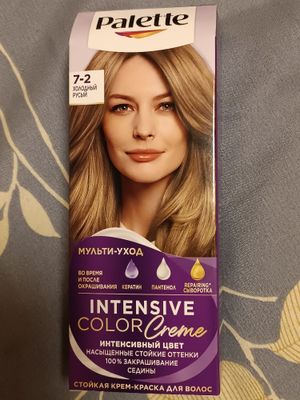 Palette
7-2
ХОЛОДНЫЙ
РУСЫЙ
МУЛЬТИ-УХОД
ВО ВРЕМЯ
И ПОСЛЕ
ОКРАШИВАНИЯ
КЕРАТИН
ПАНТЕНОЛ
REPAIRING+
СЫВОРОТКА
INTENSIVE
COLOR Creme
ИНТЕНСИВНЫЙ ЦВЕТ
НАСЫЩЕННЫЕ СТОЙКИЕ ОТТЕНКИ
100% ЗАКРАШИВАНИЕ
СЕДИНЫ
СТОЙКАЯ КРЕМ-КРАСКА ДЛЯ ВОЛОС